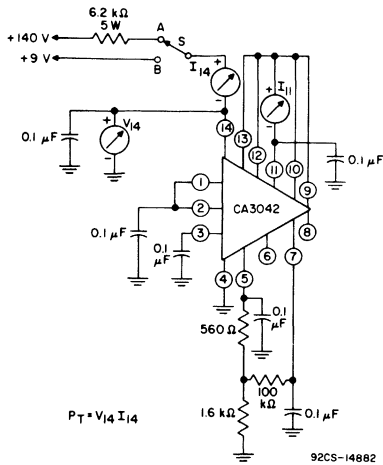 6.2 kΩ
5 W
A
+140 V
S
+9 V
B
I14
+
-
I11
+
-
V14
+
-
0.1 μF
14
13
12
11
10
9
0.1 μF
1
2
3
CA3042
8
0.1 μF
0.1 μF
4
5
6
7
560 Ω
0.1 μF
100 kΩ
1.6 kΩ
0.1 μF
PT = V14 I14
92CS-14882